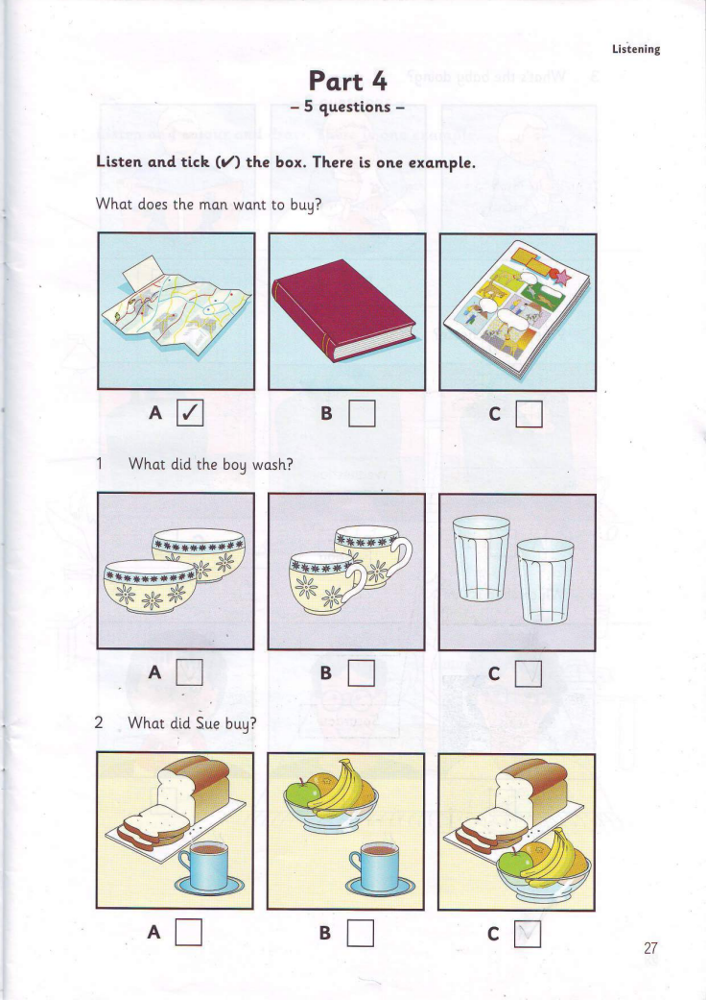 Listening
Part 4
– 5 questions –
Listen and tick (✓) the box. There is one example.
What does the man want to buy?
A ✓ B C
1 What did the boy wash?
A B C
2 What did Sue buy?
A B C
27